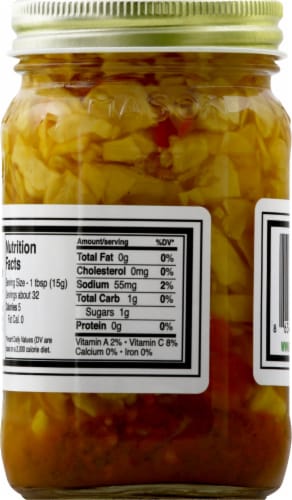 MASON
Nutrition
Facts
Serving Size - 1 tbsp (15g)
Servings about 32
Calories 5
Fat Cal. 0
Percent Daily Values (DV are
on a 2,000 calorie diet.
Amount/serving %DV*
Total Fat 0g 0%
Cholesterol 0mg 0%
Sodium 55mg 2%
Total Carb 1g 0%
Sugars 1g
Protein 0g 0%
Vitamin A 2% • Vitamin C 8%
Calcium 0% • Iron 0%
8